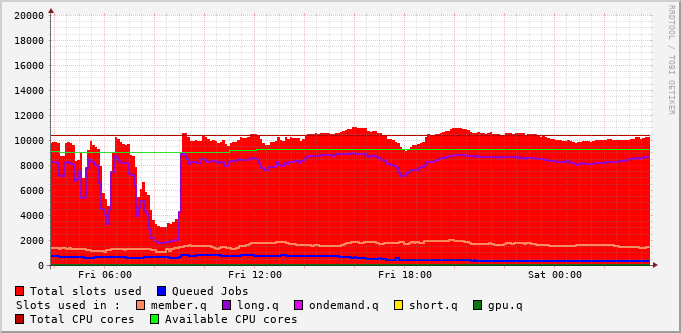 RRDTOOL / TOBI OETIKER
20000
18000
16000
14000
12000
10000
8000
6000
4000
2000
0
Fri 06:00 Fri 12:00 Fri 18:00 Sat 00:00
Total slots used Queued Jobs
Slots used in : member.q long.q ondemand.q short.q gpu.q
Total CPU cores Available CPU cores